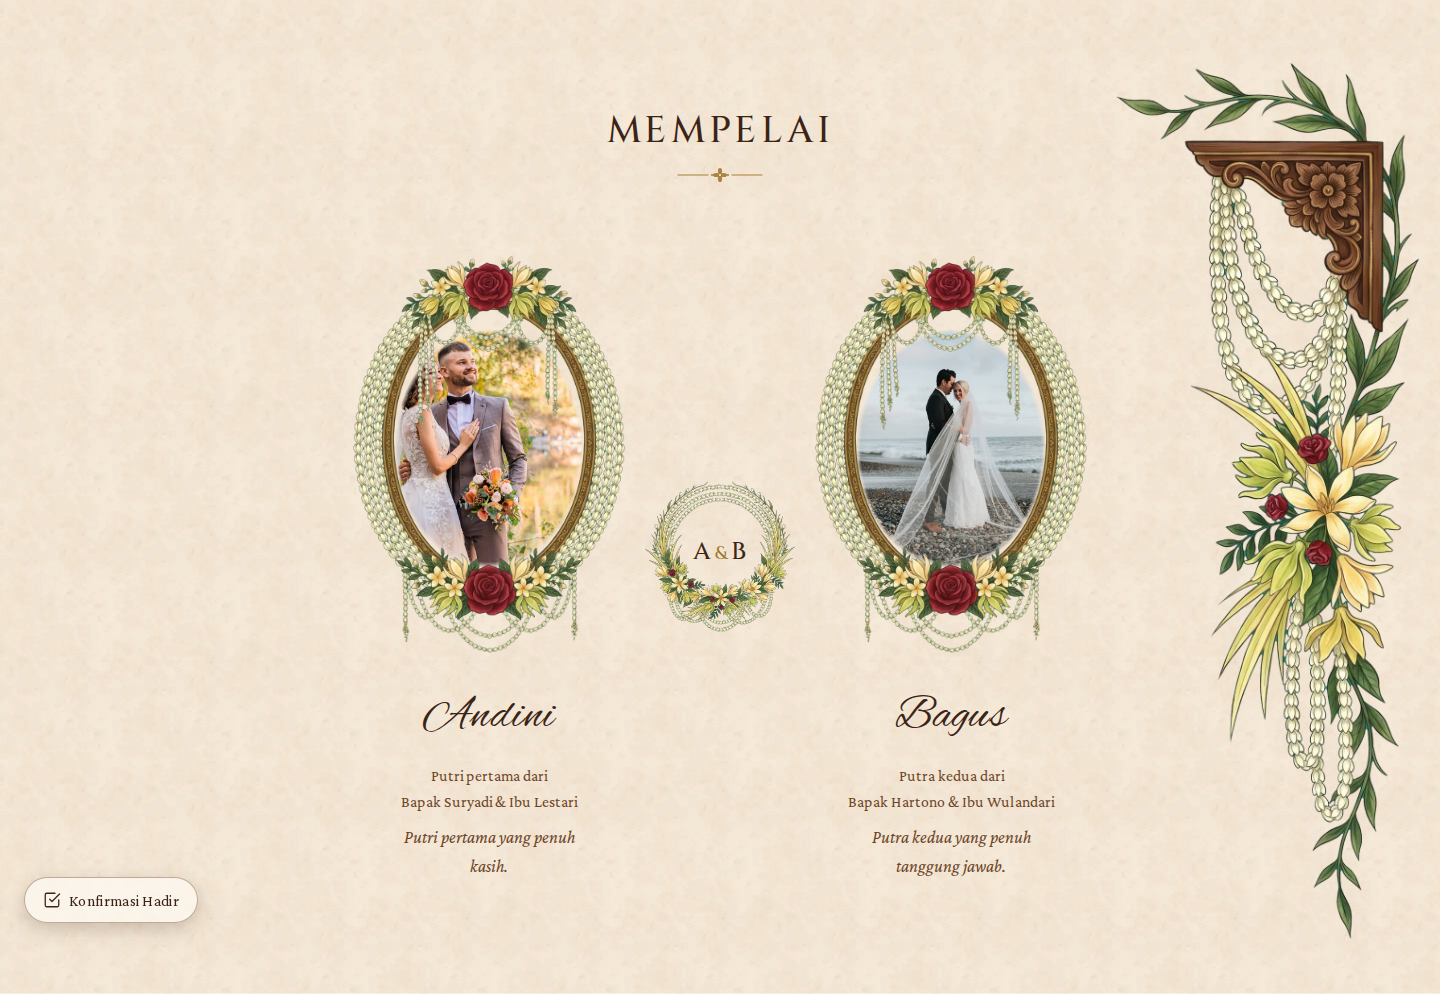 MEMPELAI
A & B
Andini
Putri pertama dari
Bapak Suryadi & Ibu Lestari
Putri pertama yang penuh
kasih.
Bagus
Putra kedua dari
Bapak Hartono & Ibu Wulandari
Putra kedua yang penuh
tanggung jawab.
Konfirmasi Hadir